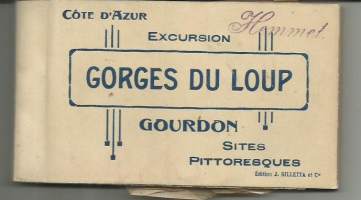 CÔTE D'AZUR
Hommet.
EXCURSION
GORGES DU LOUP
GOURDON
SITES
PITTORESQUES
Édition J. GILLETTA et Cie